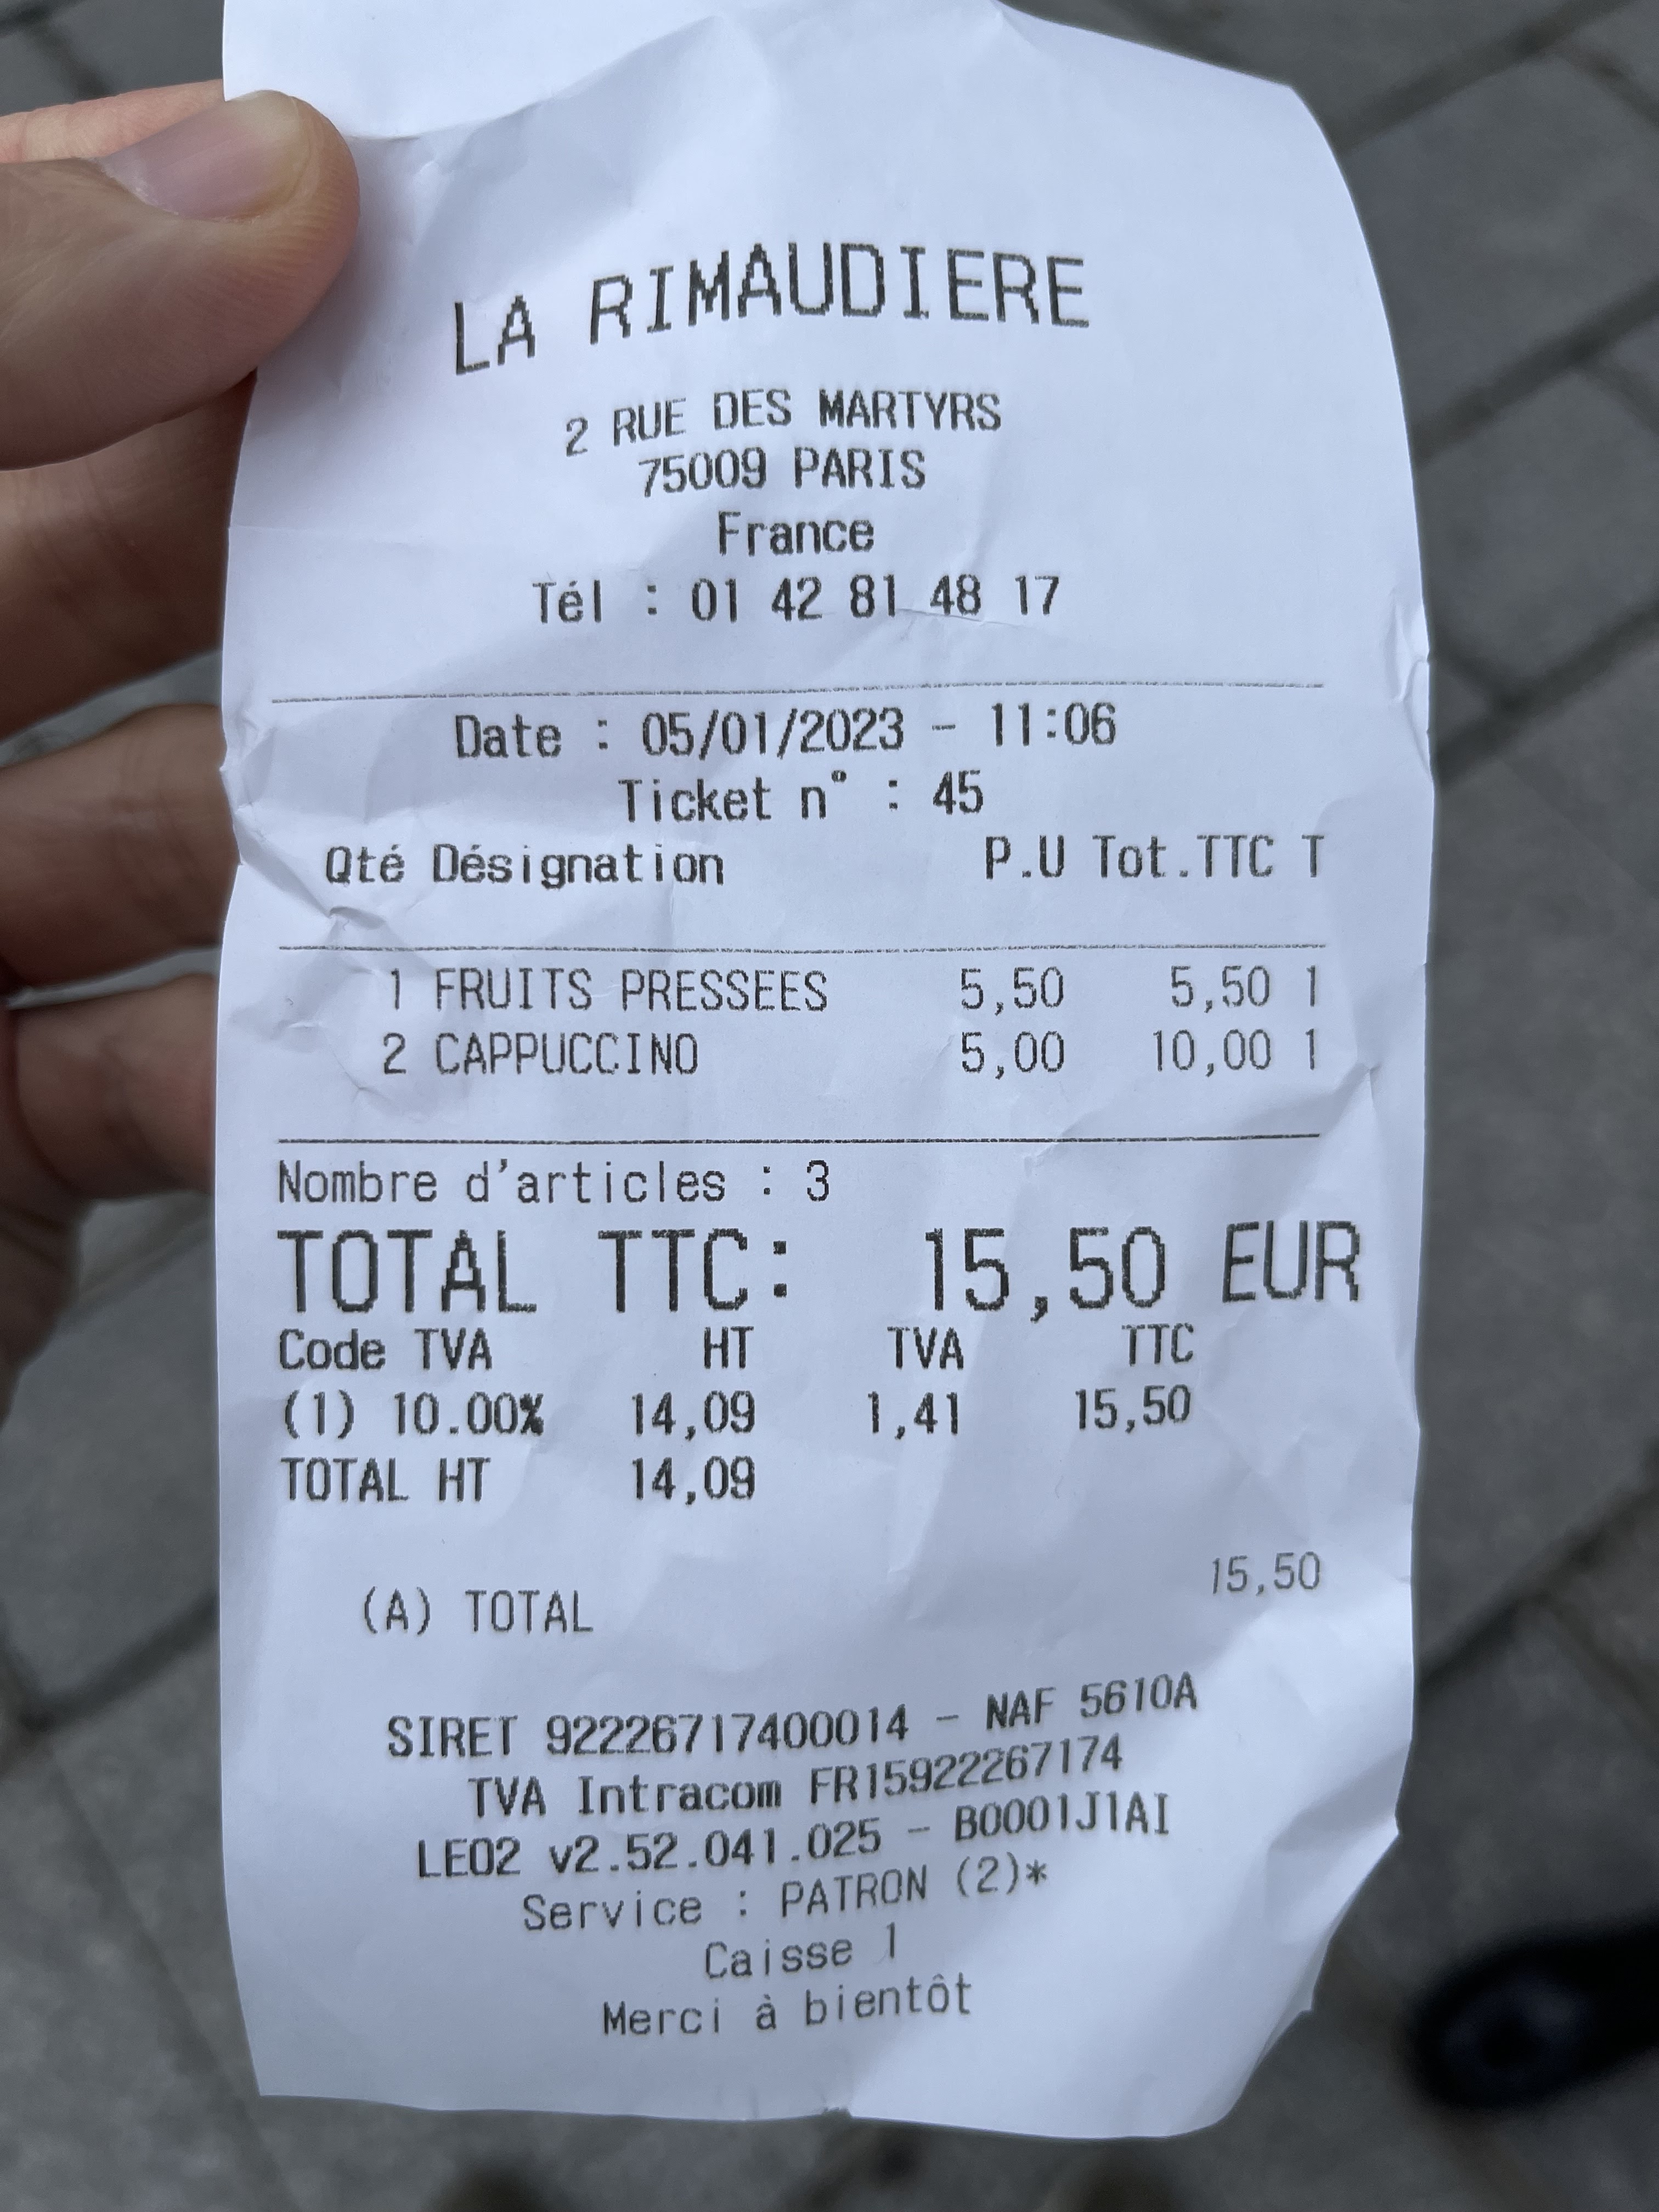 LA RIMAUDIERE
2 RUE DES MARTYRS
75009 PARIS
France
Tél : 01 42 81 48 17
Date : 05/01/2023 - 11:06
Ticket n° : 45
Qté Désignation P.U Tot.TTC T
1 FRUITS PRESSEES 5,50 5,50 1
2 CAPPUCCINO 5,00 10,00 1
Nombre d'articles : 3
TOTAL TTC: 15,50 EUR
Code TVA HT TVA TTC
(1) 10.00% 14,09 1,41 15,50
TOTAL HT 14,09
(A) TOTAL 15,50
SIRET 92226717400014 - NAF 5610A
TVA Intracom FR15922267174
LEO2 v2.52.041.025 - B0001J1AI
Service : PATRON (2)*
Caisse 1
Merci à bientôt